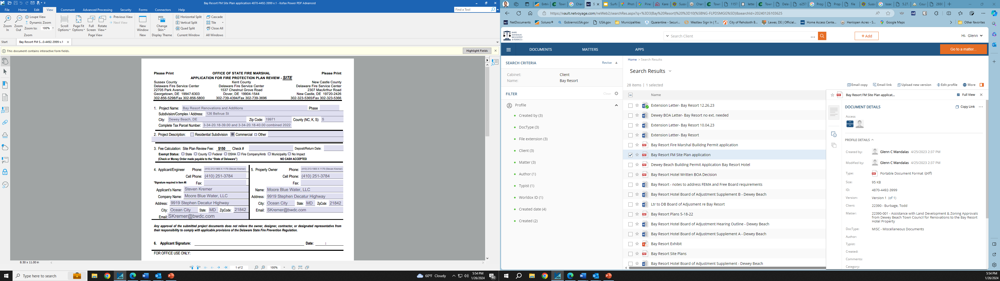 Bay Resort FM Site Plan application 4870-4492-3999 v.1 - Kofax Power PDF Advanced
File Home Edit View Comment Advanced Processing Security Forms Connectors Help
Find a Tool
Zoom In
Zoom Out
Loupe View
Dynamic Zoom
Zoom to: 100%
Scroll Options
Page Fit Options
Full Screen
Rotate View
Previous View
Next View
New Window
Change Skin
Horizontal Split
Vertical Split
Quad Split
Cascade
Tile
Close All
Zoom Page View New Display Theme Current Window All Windows
Start Bay Resort FM S...0-4492-3999 v.1
This document contains interactive form fields.
Highlight Fields
Please Print OFFICE OF STATE FIRE MARSHAL Please Print
APPLICATION FOR FIRE PROTECTION PLAN REVIEW - SITE
Sussex County Kent County New Castle County
Delaware Fire Service Center Delaware Fire Service Center Delaware Fire Service Center
22705 Park Avenue 1537 Chestnut Grove Road 2307 MacArthur Road
Georgetown, DE 19947-6303 Dover, DE 19904-1544 New Castle, DE 19720-2426
302-856-5298/Fax 302-856-5800 302-739-4394/Fax 302-739-3696 302-323-5365/Fax 302-323-5366
1. Project Name: Bay Resort Renovations and Additions Phase
Subdivision/Complex / Address: 126 Bellvue St
City: Dewey Beach, DE Zip Code: 19971 County (NC, K, S): S
Complete Tax Parcel Number: 3-34-20.18-39.00 and 3-34-20.18-40.00 combined 2022
2. Project Description: Residential Subdivision Commercial Other
3. Fee Calculation: Site Plan Review Fee: $150 Check # Deposit/Return Date:
Exempt Status: State County Federal DSHA Fire Company/Amb Municipality No Impact
(Check or Money Order made payable to the “State of Delaware”) NO CASH ACCEPTED
4. Applicant/Engineer Phone: (410) 213-1900 X 1179 (Steven Kremer) 5. Property Owner Phone: (410) 213-1900 X 1179 (Steven Kremer)
Cell Phone: (410) 251-3784 Cell Phone: (410) 251-3784
*Signature required in Item #6 Fax: Fax:
Applicant's Name: Steven Kremer Name: Moore Blue Water, LLC
Company Name: Moore Blue Water, LLC Address: 9919 Stephen Decatur Highway
Address: 9919 Stephen Decatur Highway City: Ocean City State: MD ZipCode: 21842
City: Ocean City State: MD ZipCode: 21842 Email: SKremer@bwdc.com
Email: SKremer@bwdc.com
Any approval of the submitted project documents does not relieve the owner, designer, contractor, or designated representative from
their responsibility to comply with applicable provisions of the Delaware State Fire Prevention Regulation.
6. Applicant Signature: Date:
FOR OFFICE USE ONLY:
8.50 x 11.00 in
1 of 2 100%
Type here to search
60°F Cloudy
5:54 PM
1/26/2024
40
https://vault.netvoyage.com/neWeb2/searchRes.aspx?q=%3D3(Bay%20Resort)%20%3D10(%5BNG-FLPDSMGG%5D)&searchId=20240126103625
NetDocuments Soluno® GobiernoUSA.gov USA.gov Municipalities Quarantine - Securi... Westlaw Sign In | T... City of Rehoboth B... Lewes, DE | Official... Home Access Cente... Henlopen Acres - S... Google Maps Other favorites
BAIRD
MANDALAS
BROCKSTEDT
& FEDERICO
Search Client
+ Add
Hi, Glenn
DOCUMENTS MATTERS APPS
Go to a matter...
SEARCH CRITERIA Revise
Cabinet: Client
Name: Bay Resort
FILTER Clear
Profile
Created by (3)
DocType (3)
File extension (3)
Client (3)
Matter (3)
Author (1)
Typist (1)
Worldox ID (1)
Created date (4)
Created (2)
Home > Search Results
Search Results
28 items | 1 selected
Email copy Email link Upload new version Edit profile More
Name
Extension Letter- Bay Resort 12.26.23
Dewey BOA Letter- Bay Resort no ext. needed
Extension Letter- Bay Resort 10.04.23
Extension Letter- Bay Resort
Bay Resort Fire Marshal Builidng Permit application
Bay Resort FM Site Plan application
Dewey Beach Building Permit Application Bay Resort Hotel
Bay Resort Hotel Written BOA Decision
Bay Resort - notes to address FEMA and Free Board requirements
Bay Resort Hotel Board of Adjustment Supplement B - Dewey Beach
Ltr to DB Board of Adjusment re Bay Resort
Bay Resort Plans 5-18-22
Bay Resort Hotel Board of Adjustment Hearing Outline - Dewey Beach
Bay Resort Hotel Board of Adjustment Supplement A - Dewey Beach
Bay Resort Exhibit
Bay Resort Site Plans
Bay Resort Hotel Board of Adjustment Supplement - Dewey Beach
Bay Resort FM Site Plan applicat... Full View
DOCUMENT DETAILS Copy Link
Access
PROFILE DETAILS
Created by: Glenn C Mandalas 4/25/2023 2:37 PM
Modified by: Glenn C Mandalas 4/25/2023 2:37 PM
Type: Portable Document Format (pdf)
Size: 95 KB
ID: 4870-4492-3999
Version: Version 1 (of 1)
Client: 22390 - Burbage, Todd
Matter: 22390-001 - Assistance with Land Development & Zoning Approvals
from Dewey Beach Town Council for Renovations to the Bay Resort
Hotel Property
DocType: MISC - Miscellaneous Documents
Author:
Typist:
Created:
Comments:
Category:
5:54 PM
1/26/2024